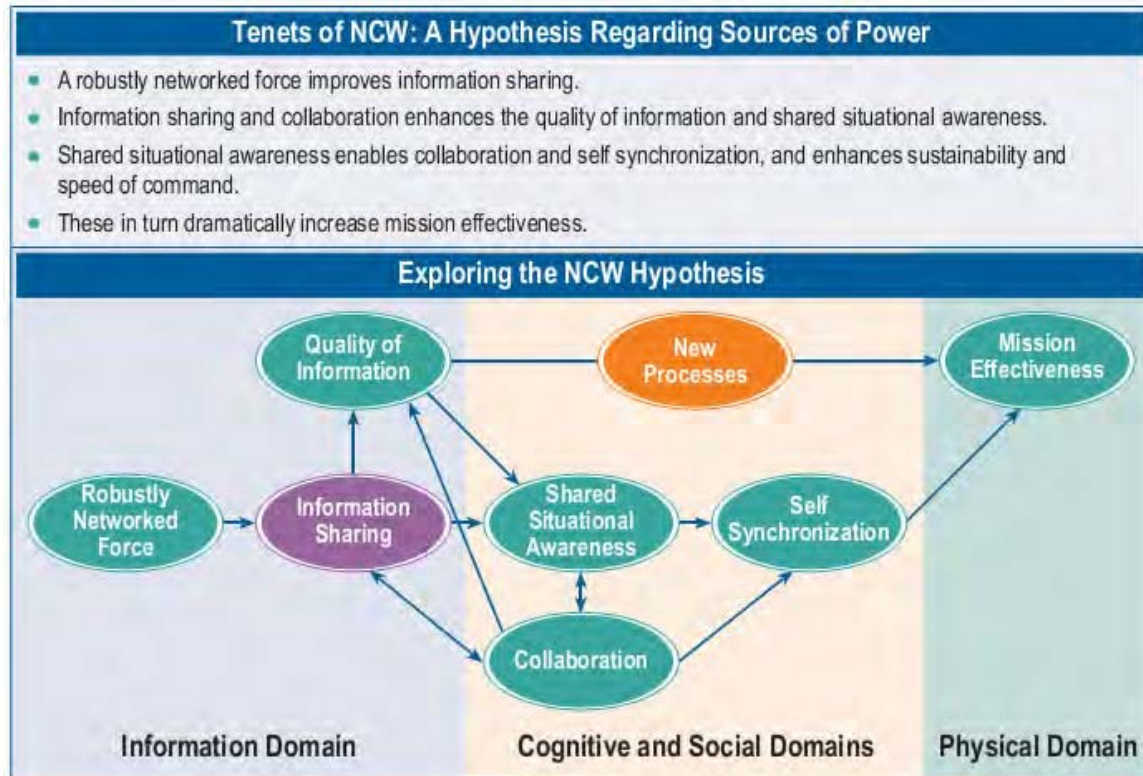 Tenets of NCW: A Hypothesis Regarding Sources of Power
A robustly networked force improves information sharing.
Information sharing and collaboration enhances the quality of information and shared situational awareness.
Shared situational awareness enables collaboration and self synchronization, and enhances sustainability and
speed of command.
These in turn dramatically increase mission effectiveness.
Exploring the NCW Hypothesis
Quality of
Information
New
Processes
Mission
Effectiveness
Robustly
Networked
Force
Information
Sharing
Shared
Situational
Awareness
Self
Synchronization
Collaboration
Information Domain
Cognitive and Social Domains
Physical Domain